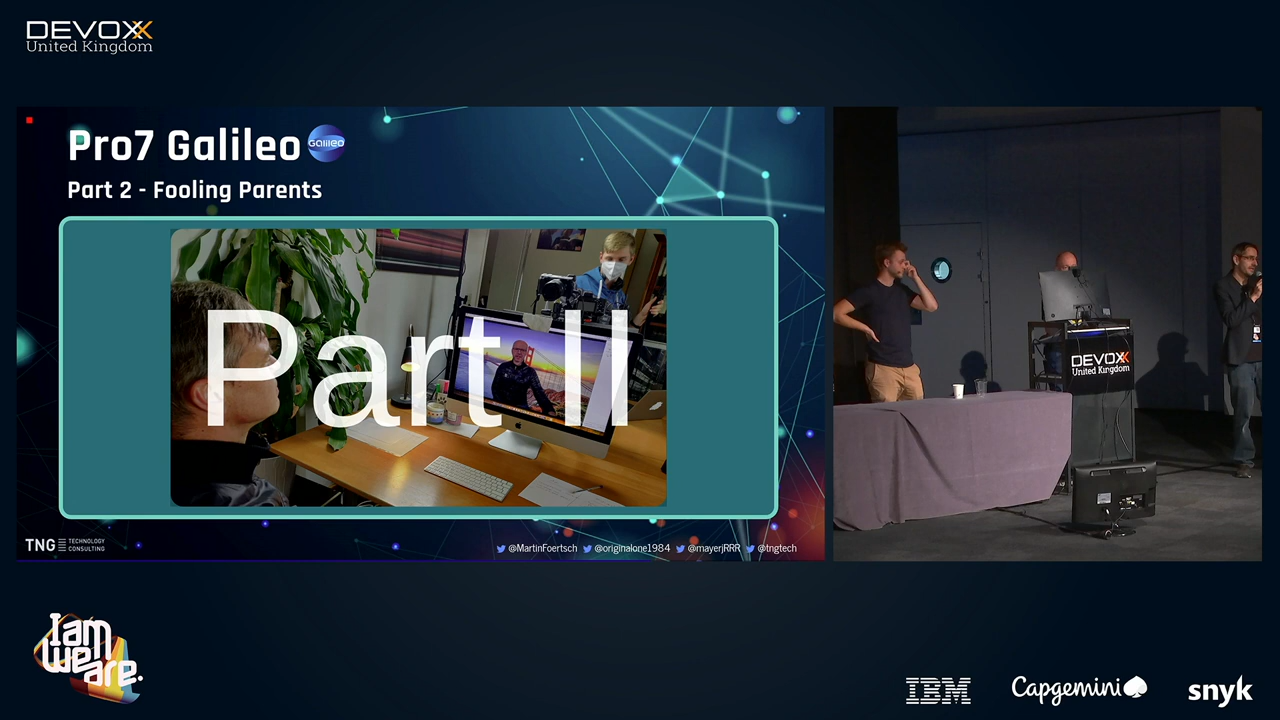 DEVOXX
United Kingdom
Pro7 Galileo
Galileo
Part 2 - Fooling Parents
Part II
TNG TECHNOLOGY
CONSULTING
@MartinFoertsch @originalone1984 @mayerjRRR @tngtech
DEVOXX
United Kingdom
I am
we
are.
IBM
Capgemini
snyk